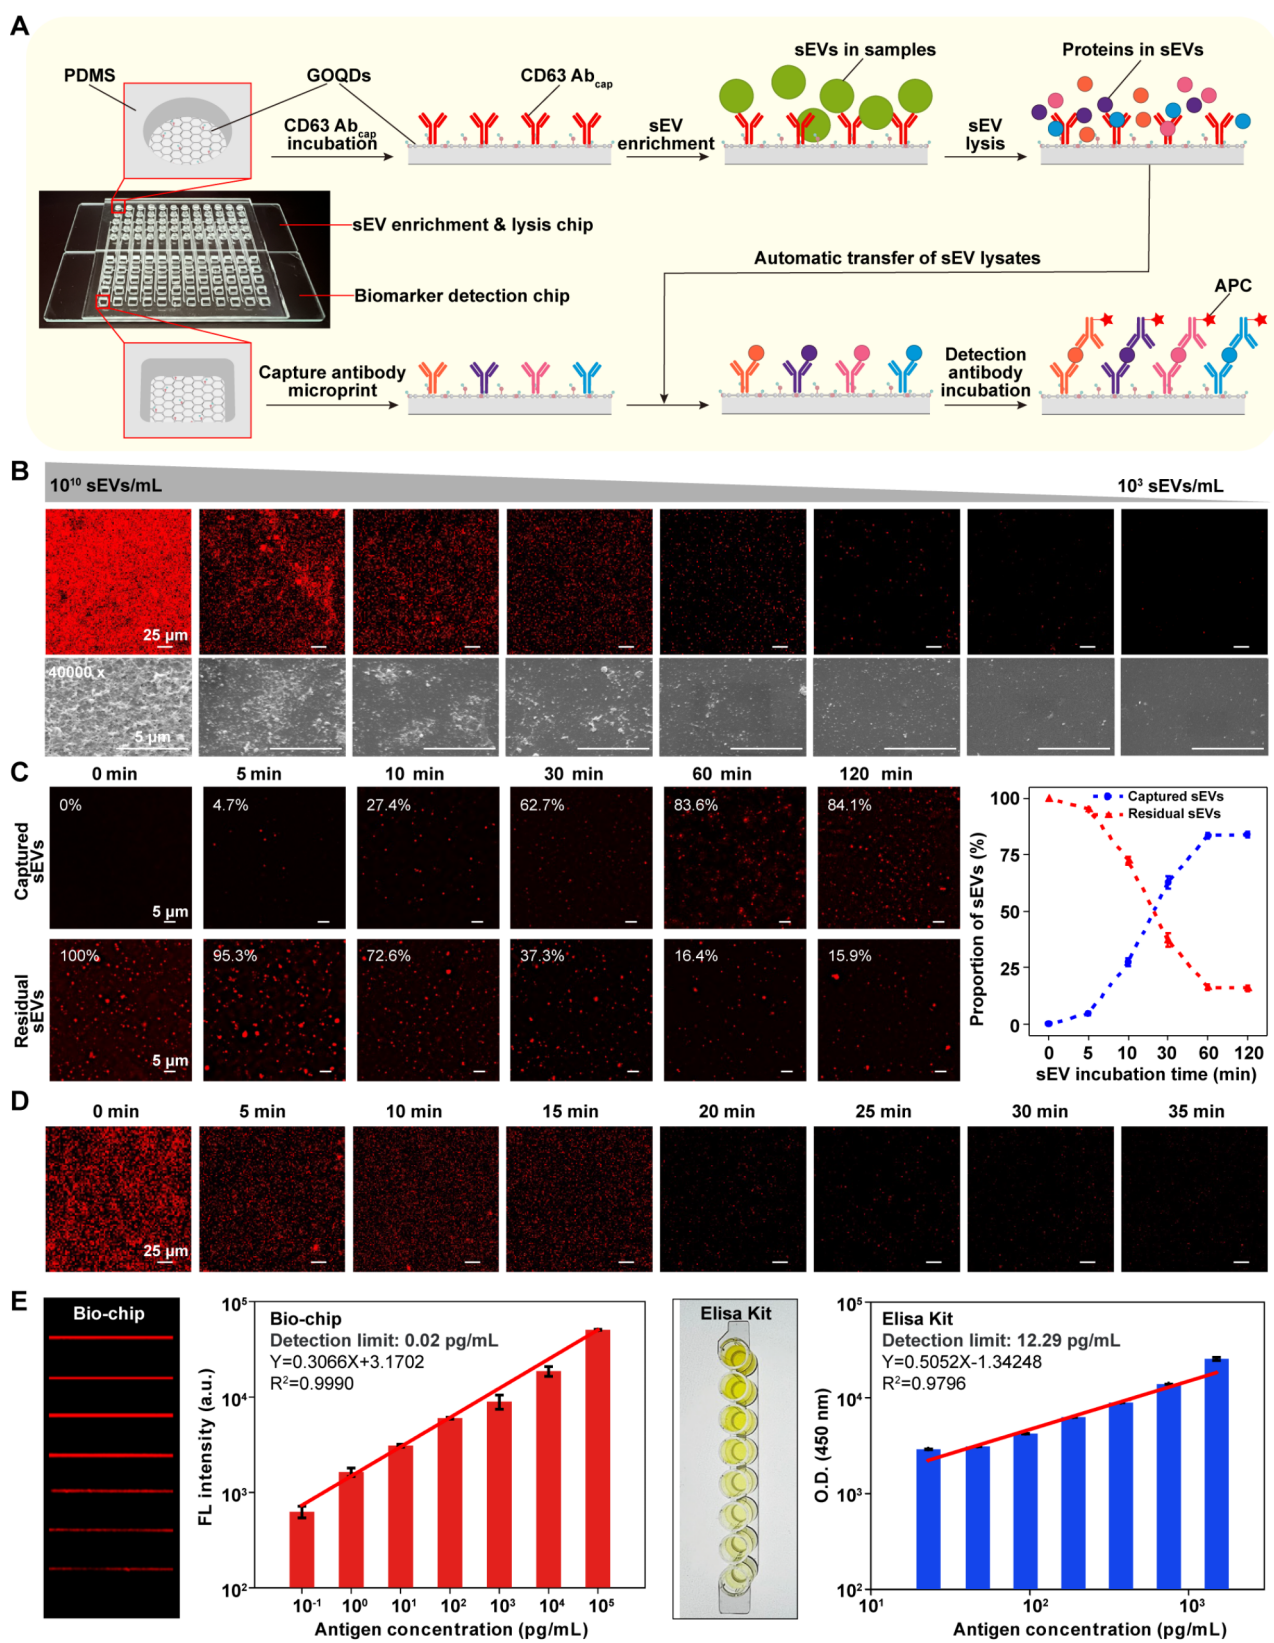 A
PDMS
GOQDs
CD63 Abcap
sEVs in samples
Proteins in sEVs
CD63 Abcap
incubation
sEV
enrichment
sEV
lysis
sEV enrichment & lysis chip
Automatic transfer of sEV lysates
Biomarker detection chip
APC
Capture antibody
microprint
Detection
antibody
incubation
B
10¹⁰ sEVs/mL
10³ sEVs/mL
25 µm
40000 x
5 µm
C
0 min
5 min
10 min
30 min
60 min
120 min
Captured
sEVs
0%
4.7%
27.4%
62.7%
83.6%
84.1%
5 µm
Residual
sEVs
100%
95.3%
72.6%
37.3%
16.4%
15.9%
5 µm
Captured sEVs
Residual sEVs
Proportion of sEVs (%)
100
75
50
25
0
0 5 10 30 60 120
sEV incubation time (min)
D
0 min
5 min
10 min
15 min
20 min
25 min
30 min
35 min
25 µm
E
Bio-chip
Bio-chip
Detection limit: 0.02 pg/mL
Y=0.3066X+3.1702
R²=0.9990
FL intensity (a.u.)
10⁵
10⁴
10³
10²
10⁻¹ 10⁰ 10¹ 10² 10³ 10⁴ 10⁵
Antigen concentration (pg/mL)
Elisa Kit
Elisa Kit
Detection limit: 12.29 pg/mL
Y=0.5052X-1.34248
R²=0.9796
O.D. (450 nm)
10⁵
10⁴
10³
10²
10¹ 10² 10³
Antigen concentration (pg/mL)